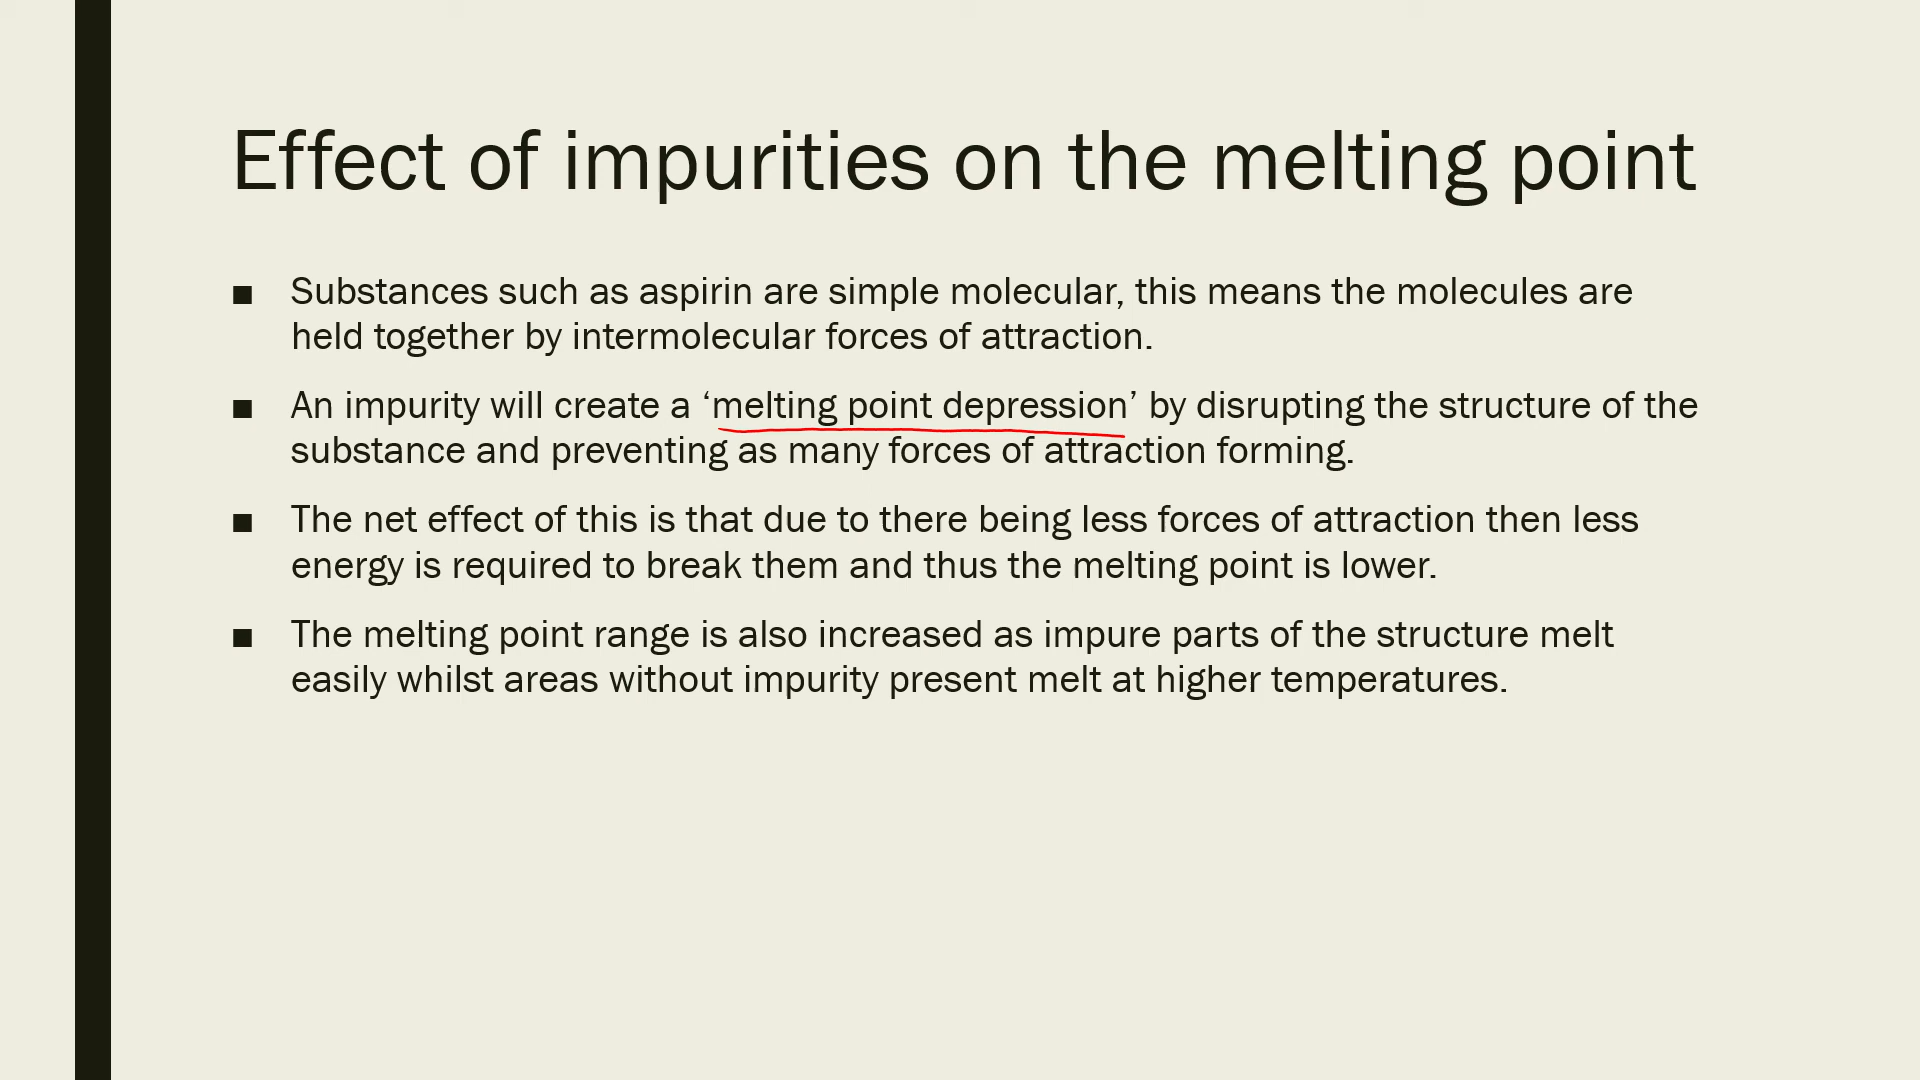 Effect of impurities on the melting point
■ Substances such as aspirin are simple molecular, this means the molecules are
held together by intermolecular forces of attraction.
■ An impurity will create a ‘melting point depression’ by disrupting the structure of the
substance and preventing as many forces of attraction forming.
■ The net effect of this is that due to there being less forces of attraction then less
energy is required to break them and thus the melting point is lower.
■ The melting point range is also increased as impure parts of the structure melt
easily whilst areas without impurity present melt at higher temperatures.